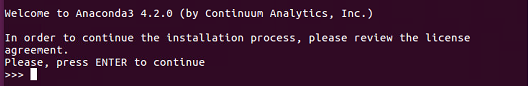 Welcome to Anaconda3 4.2.0 (by Continuum Analytics, Inc.)
In order to continue the installation process, please review the license
agreement.
Please, press ENTER to continue
>>>